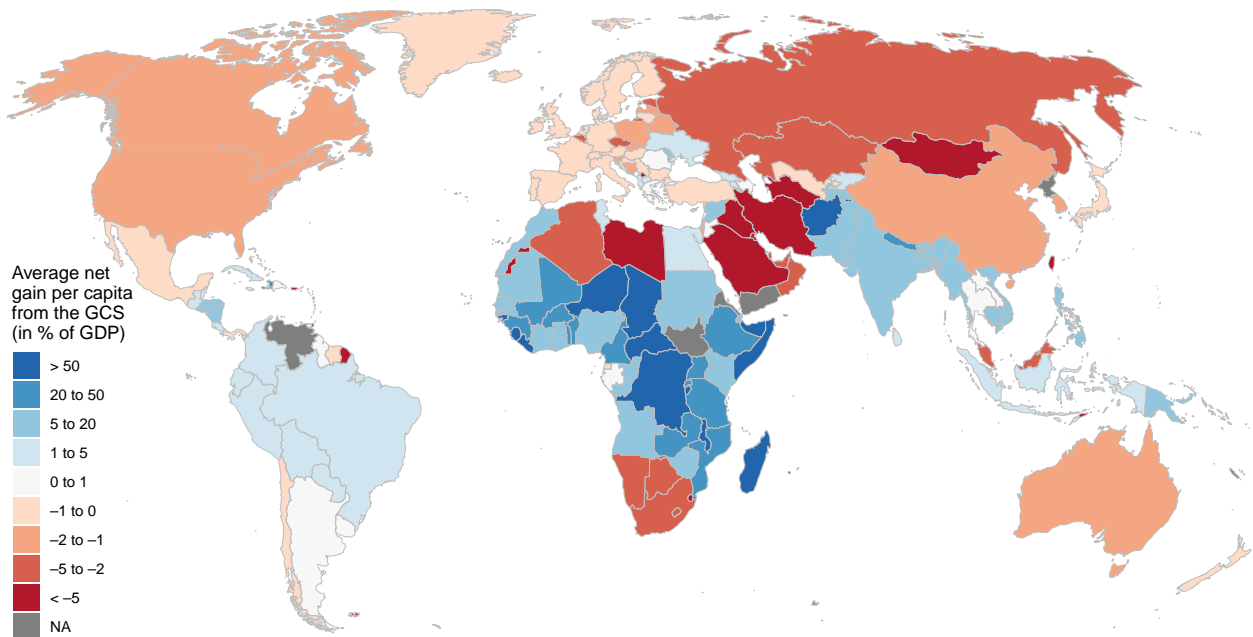 Average net
gain per capita
from the GCS
(in % of GDP)
> 50
20 to 50
5 to 20
1 to 5
0 to 1
−1 to 0
−2 to −1
−5 to −2
< −5
NA